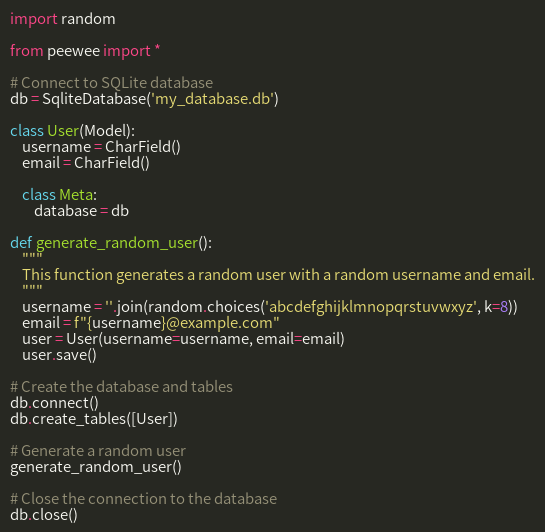 import random

from peewee import *

# Connect to SQLite database
db = SqliteDatabase('my_database.db')

class User(Model):
    username = CharField()
    email = CharField()

    class Meta:
        database = db

def generate_random_user():
    """
    This function generates a random user with a random username and email.
    """
    username = ''.join(random.choices('abcdefghijklmnopqrstuvwxyz', k=8))
    email = f"{username}@example.com"
    user = User(username=username, email=email)
    user.save()

# Create the database and tables
db.connect()
db.create_tables([User])

# Generate a random user
generate_random_user()

# Close the connection to the database
db.close()